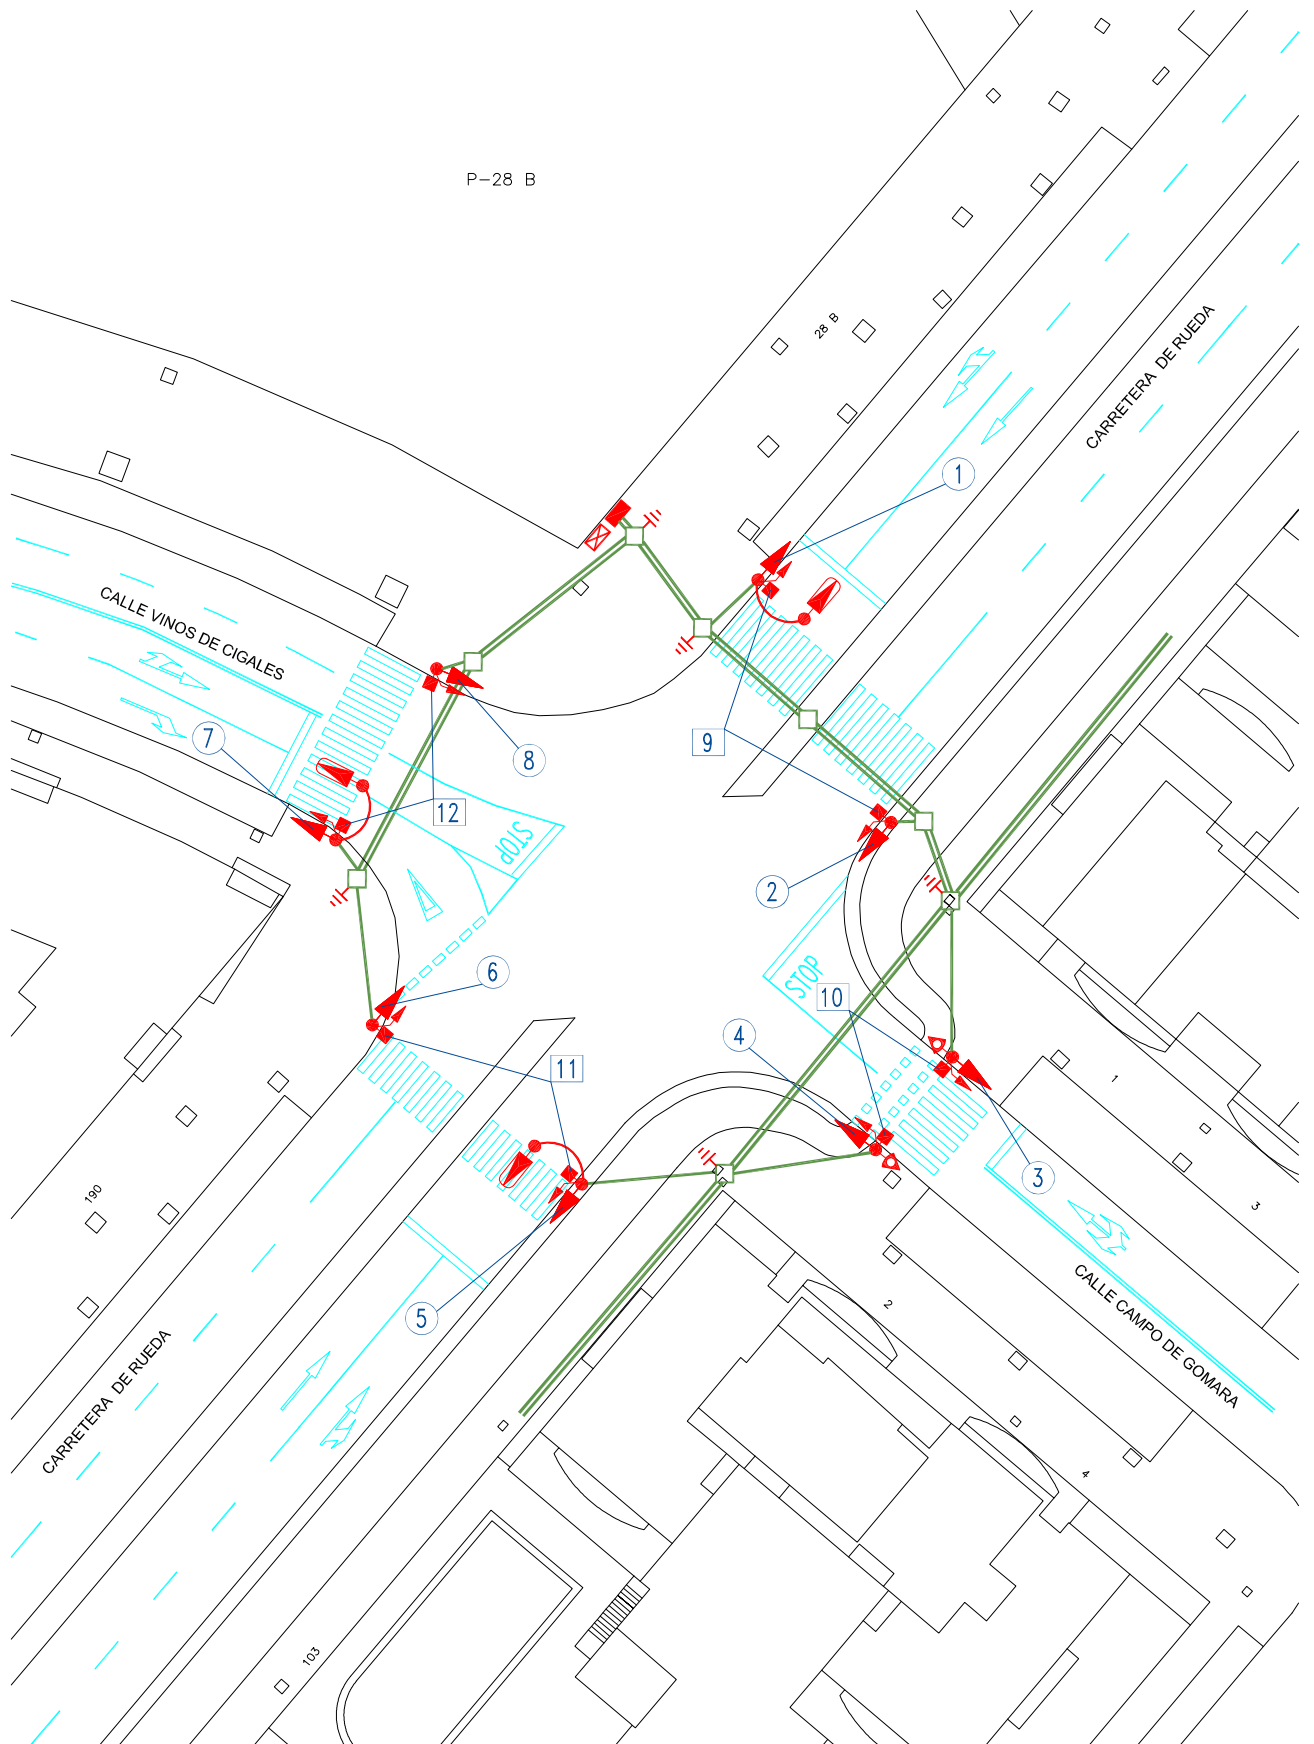 P-28 B
28 B
CARRETERA DE RUEDA
1
CALLE VINOS DE CIGALES
7
8
9
12
STOP
2
6
STOP
10
4
11
1
3
190
3
5
2
CALLE CAMPO DE GOMARA
CARRETERA DE RUEDA
4
103